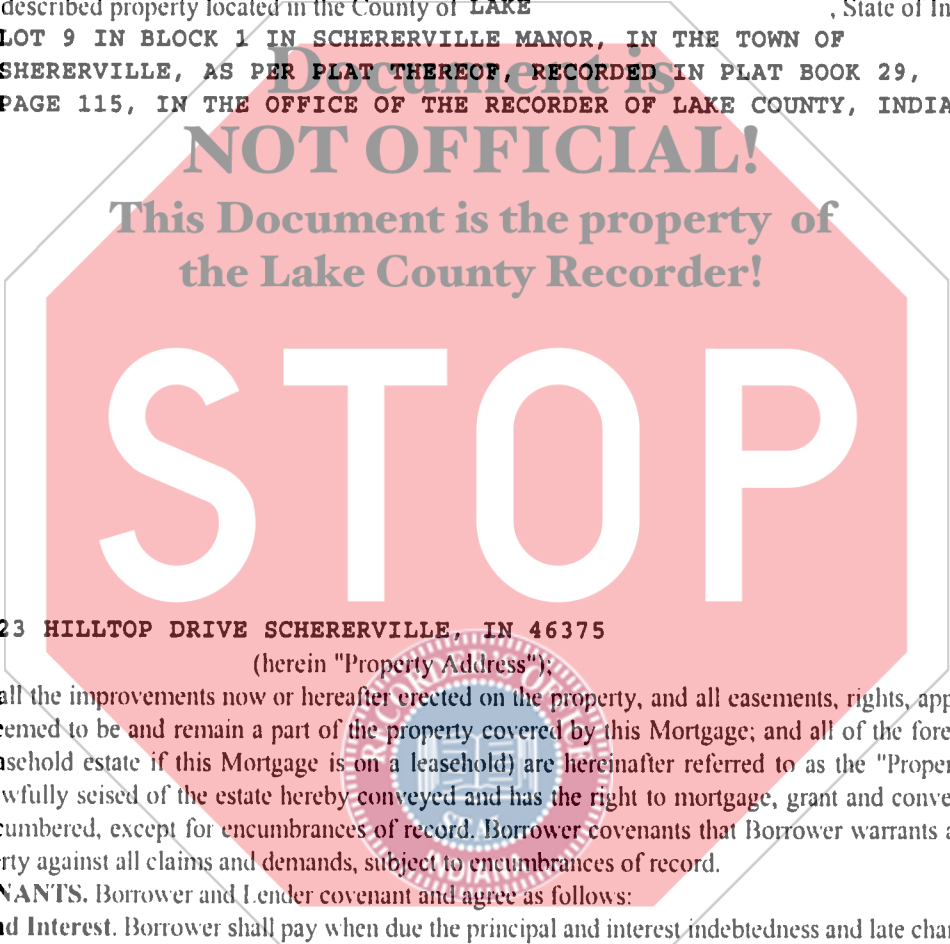 described property located in the County of LAKE , State of In
LOT 9 IN BLOCK 1 IN SCHERERVILLE MANOR, IN THE TOWN OF
SHERERVILLE, AS PER PLAT THEREOF, RECORDED IN PLAT BOOK 29,
PAGE 115, IN THE OFFICE OF THE RECORDER OF LAKE COUNTY, INDIA
Document is
NOT OFFICIAL!
This Document is the property of
the Lake County Recorder!
STOP
23 HILLTOP DRIVE SCHERERVILLE, IN 46375
(herein "Property Address");
all the improvements now or hereafter erected on the property, and all easements, rights, app
eemed to be and remain a part of the property covered by this Mortgage; and all of the fore
asehold estate if this Mortgage is on a leasehold) are hereinafter referred to as the "Proper
wfully seised of the estate hereby conveyed and has the right to mortgage, grant and conve
cumbered, except for encumbrances of record. Borrower covenants that Borrower warrants a
rty against all claims and demands, subject to encumbrances of record.
NANTS. Borrower and Lender covenant and agree as follows:
nd Interest. Borrower shall pay when due the principal and interest indebtedness and late char
SEAL
INDIANA